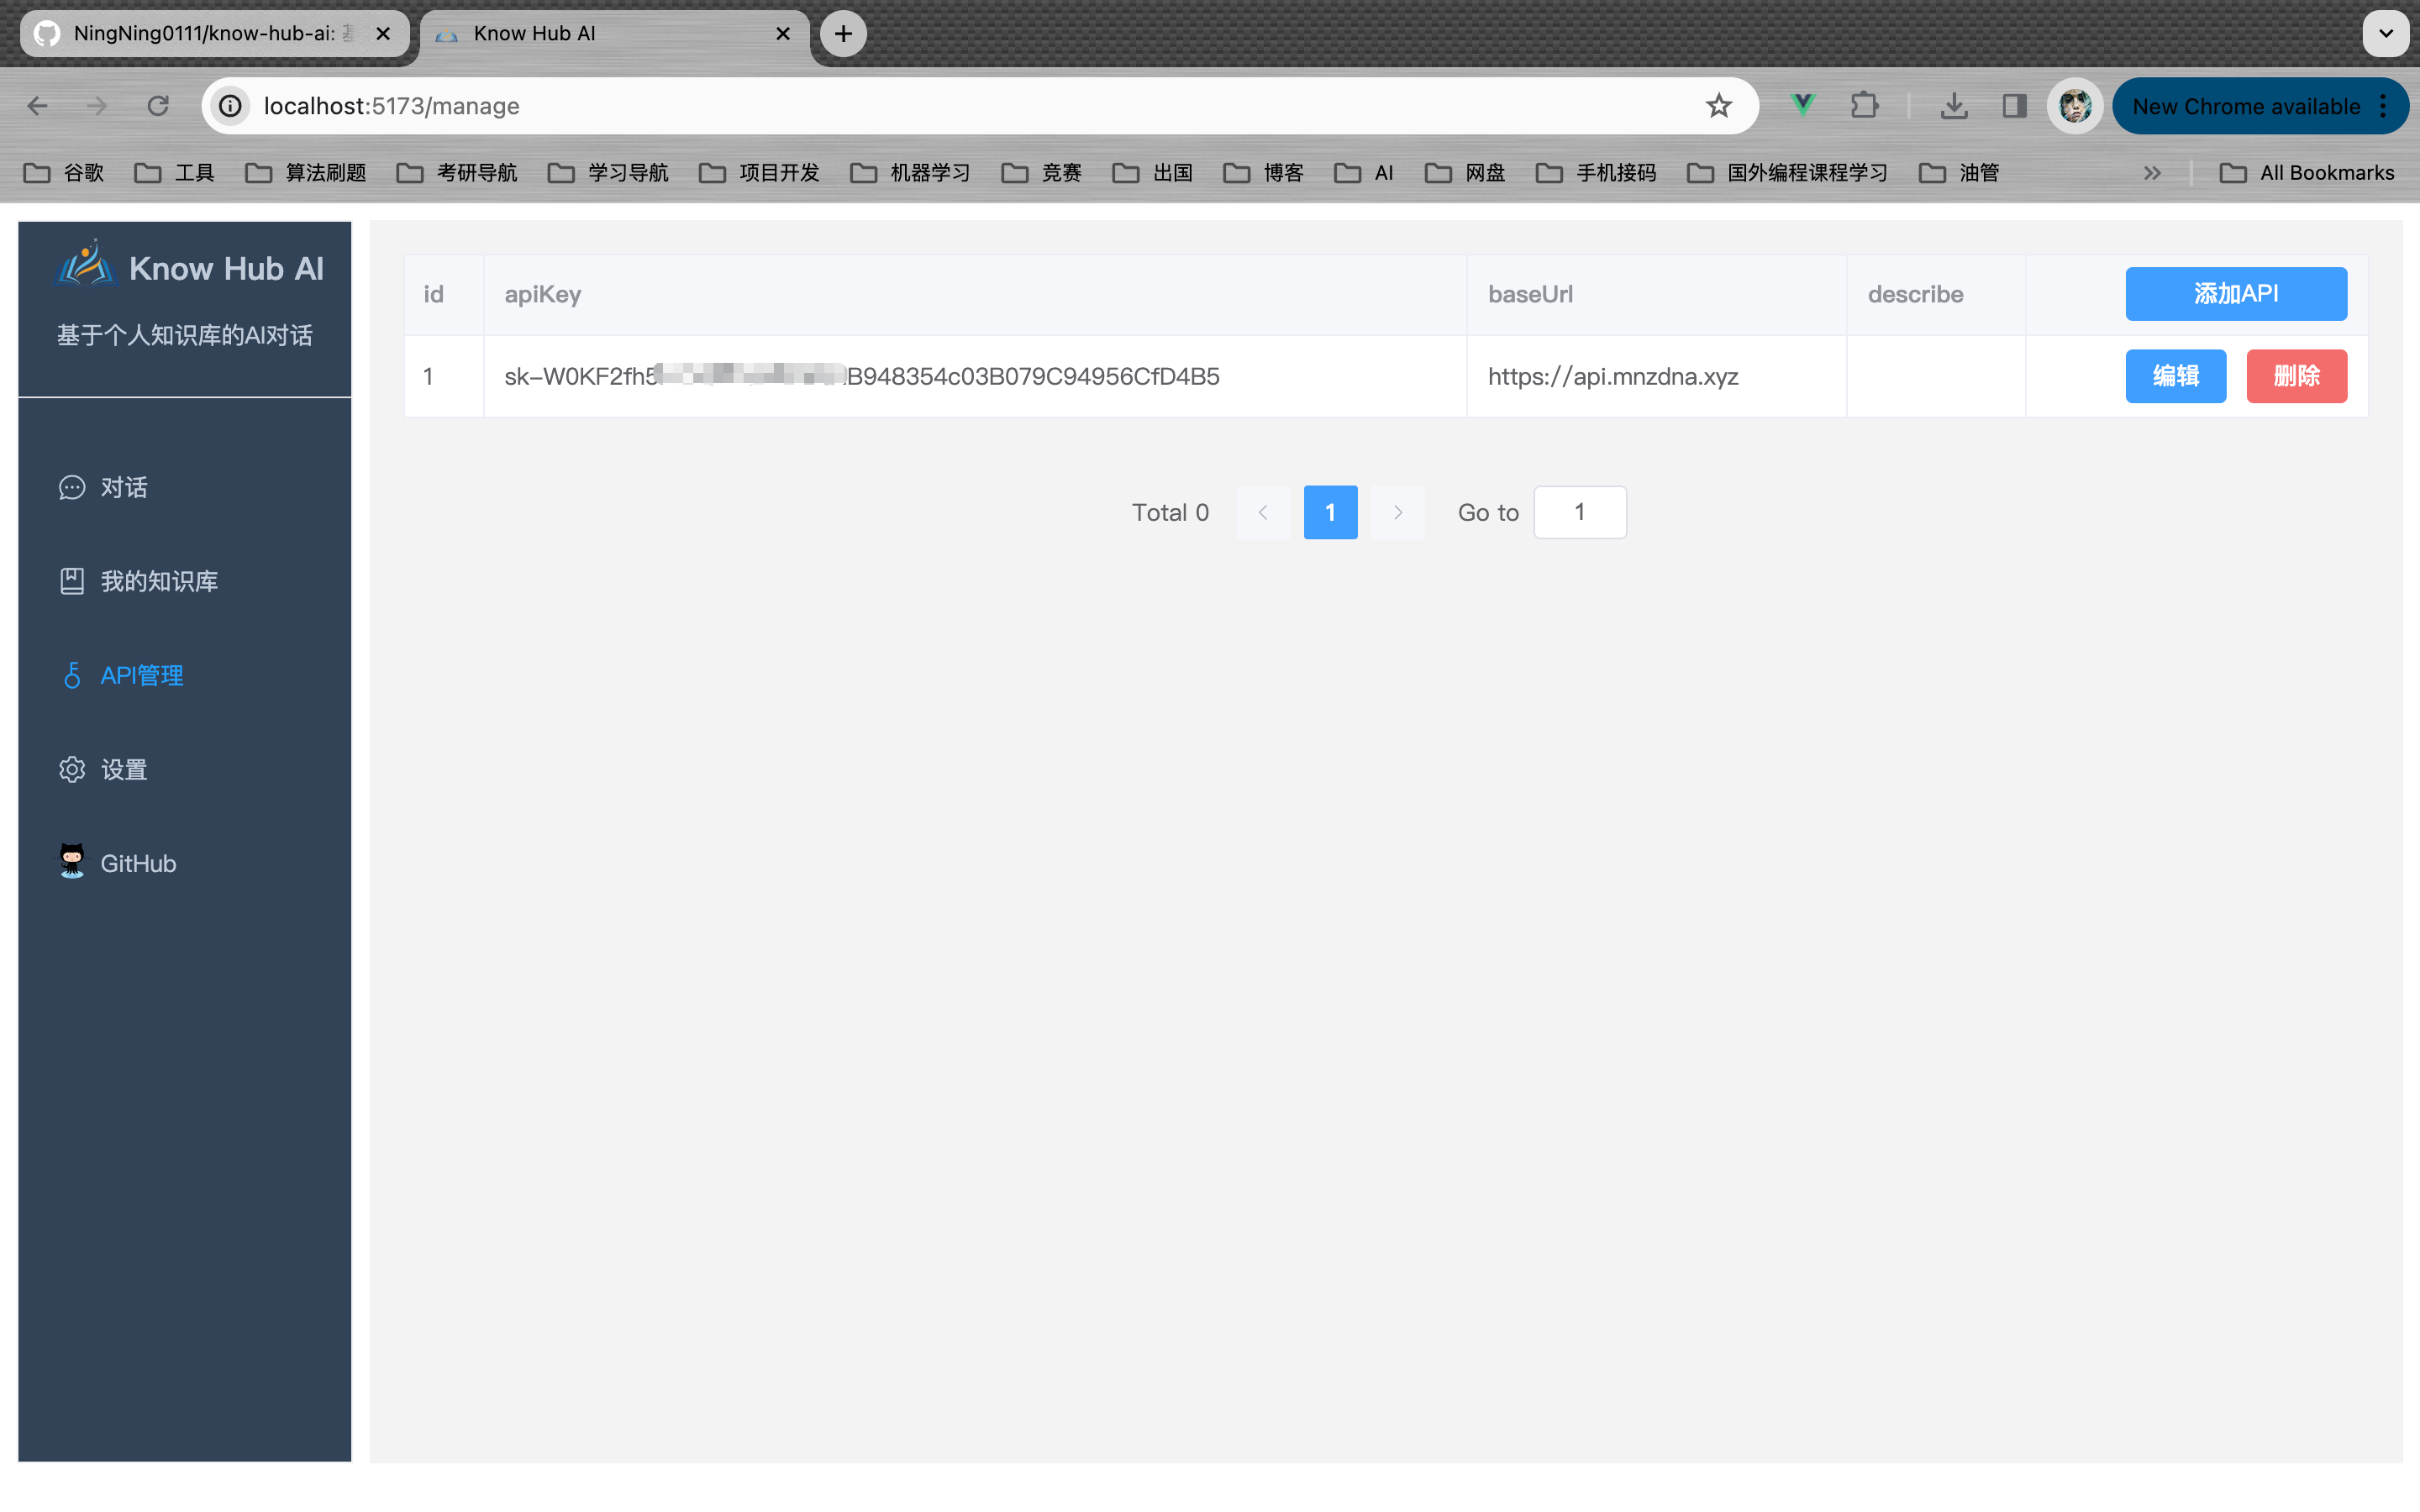 NingNing0111/know-hub-ai: 基
Know Hub AI
localhost:5173/manage
New Chrome available
谷歌 工具 算法刷题 考研导航 学习导航 项目开发 机器学习 竞赛 出国 博客 AI 网盘 手机接码 国外编程课程学习 油管 All Bookmarks
Know Hub AI
基于个人知识库的AI对话
对话
我的知识库
API管理
设置
GitHub
id apiKey baseUrl describe 添加API
1 sk-W0KF2fh5 B948354c03B079C94956CfD4B5 https://api.mnzdna.xyz 编辑 删除
Total 0 1 Go to 1